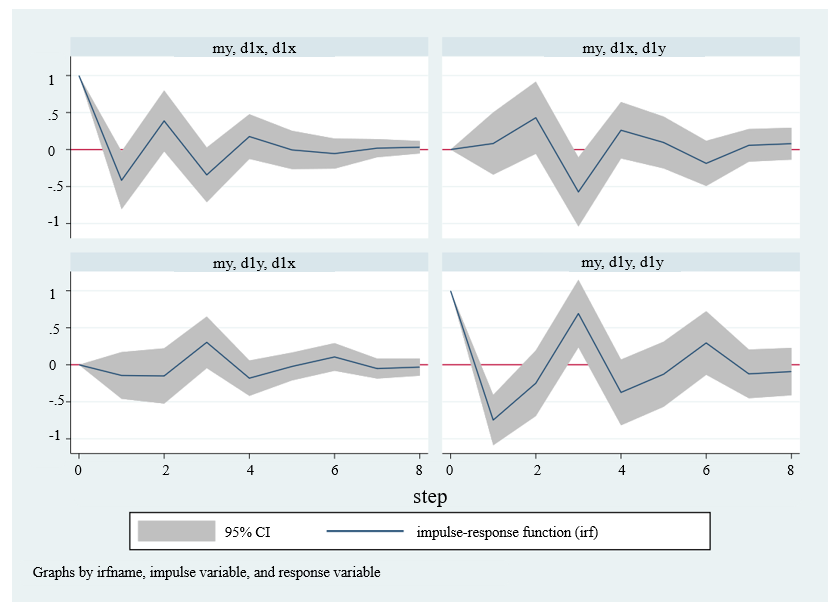 my, d1x, d1x
my, d1x, d1y
1
.5
0
-.5
-1
my, d1y, d1x
my, d1y, d1y
1
.5
0
-.5
-1
0 2 4 6 8
0 2 4 6 8
step
95% CI
impulse-response function (irf)
Graphs by irfname, impulse variable, and response variable